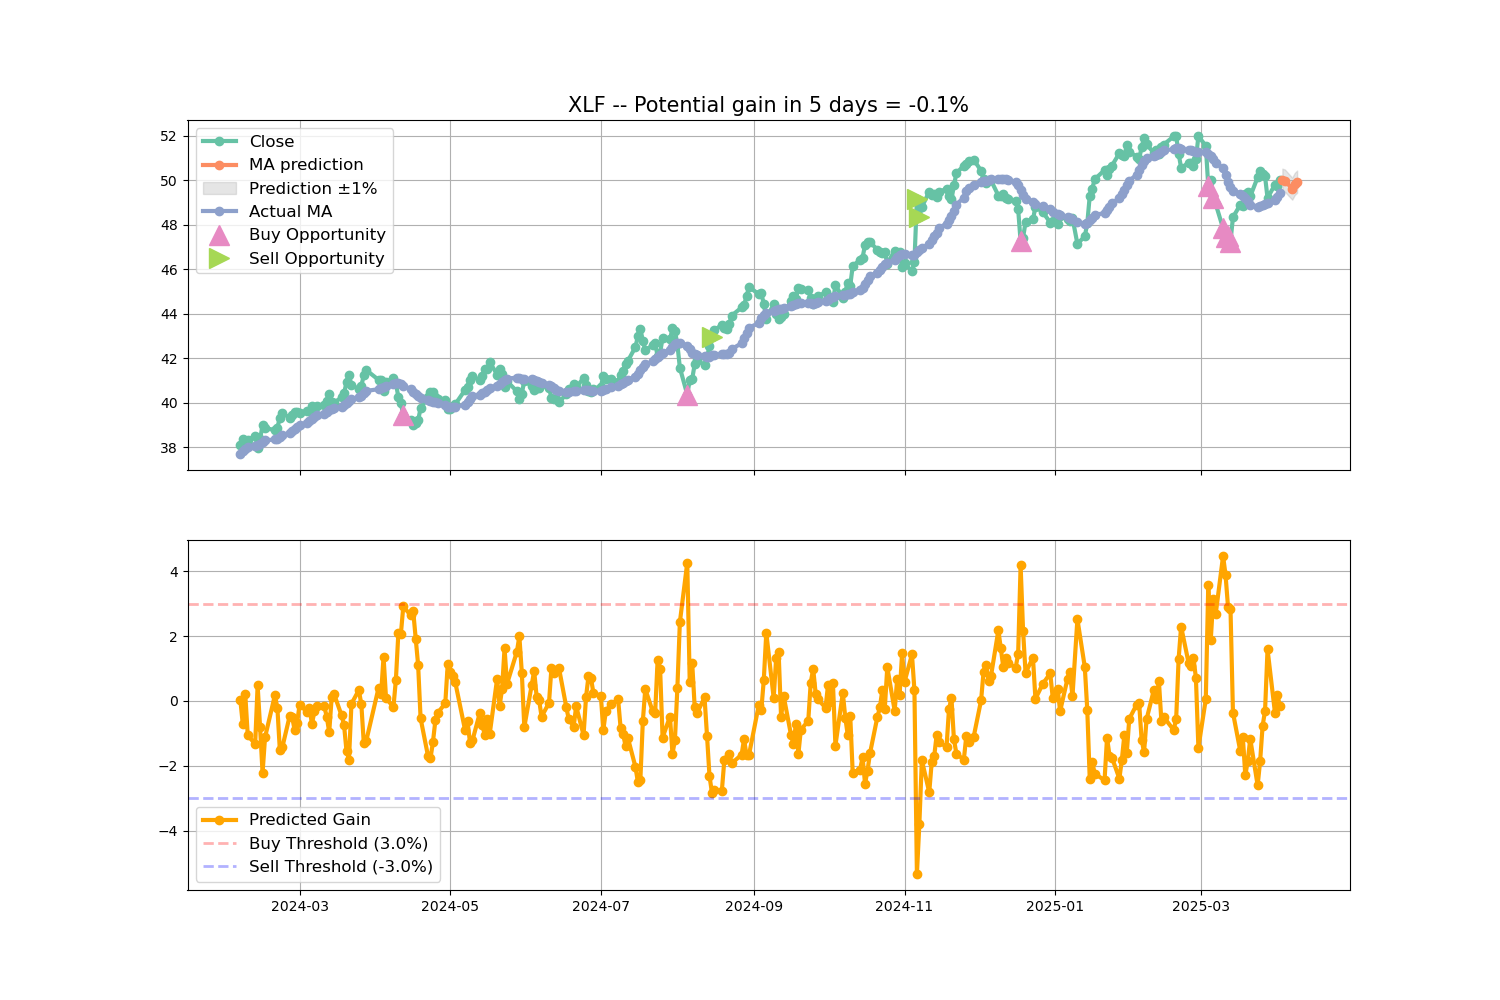 XLF -- Potential gain in 5 days = -0.1%
52
50
48
46
44
42
40
38
Close
MA prediction
Prediction ±1%
Actual MA
Buy Opportunity
Sell Opportunity
4
2
0
−2
−4
Predicted Gain
Buy Threshold (3.0%)
Sell Threshold (-3.0%)
2024-03
2024-05
2024-07
2024-09
2024-11
2025-01
2025-03